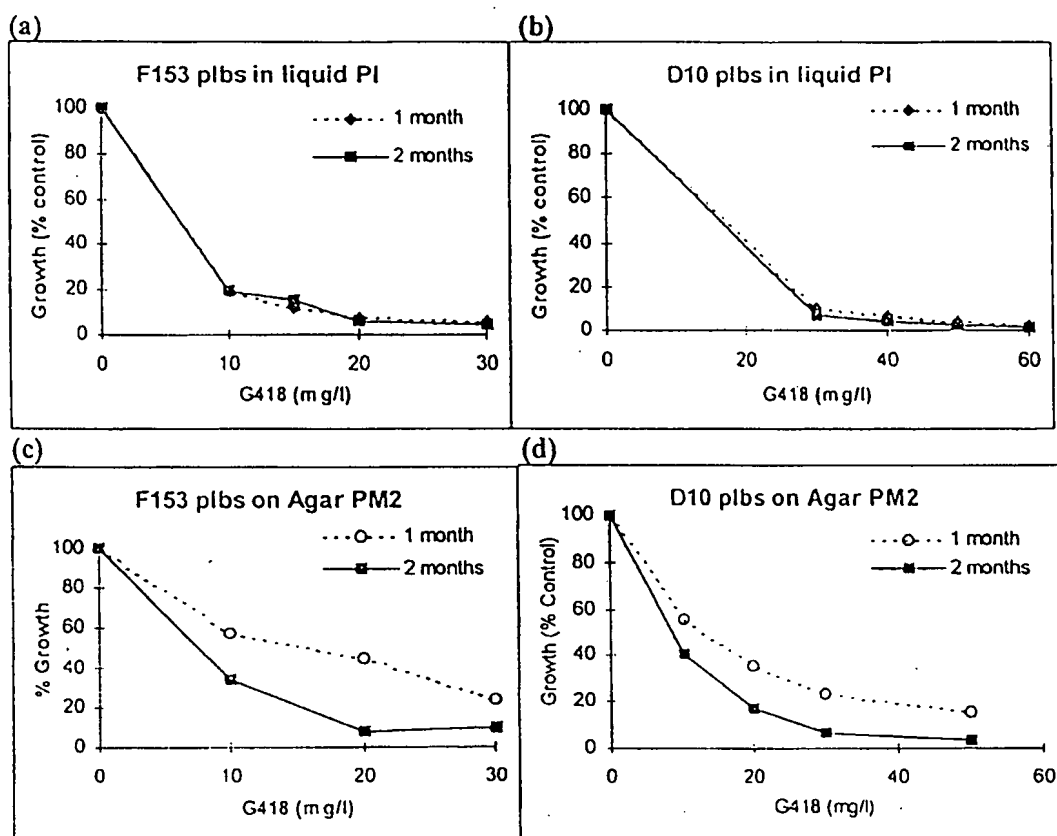 (a)
F153 plbs in liquid PI
1 month
2 months
Growth (% control)
100
80
60
40
20
0
0 10 20 30
G418 (mg/l)
(b)
D10 plbs in liquid PI
1 month
2 months
Growth (% control)
100
80
60
40
20
0
0 20 40 60
G418 (mg/l)
(c)
F153 plbs on Agar PM2
1 month
2 months
% Growth
100
80
60
40
20
0
0 10 20 30
G418 (mg/l)
(d)
D10 plbs on Agar PM2
1 month
2 months
Growth (% Control)
100
80
60
40
20
0
0 20 40 60
G418 (mg/l)